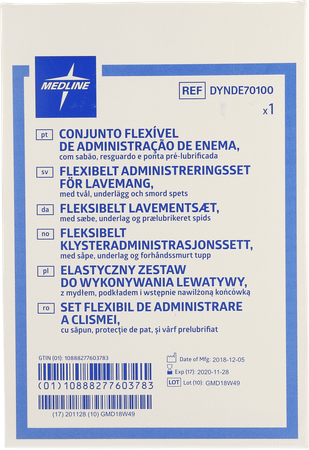 MEDLINE
REF DYNDE70100
x1
pt CONJUNTO FLEXÍVEL
DE ADMINISTRAÇÃO DE ENEMA,
com sabão, resguardo e ponta pré-lubrificada
sv FLEXIBELT ADMINISTRERINGSSET
FÖR LAVEMANG,
med tvål, underlägg och smord spets
da FLEKSIBELT LAVEMENTSÆT,
med sæbe, underlag og prælubrikeret spids
no FLEKSIBELT
KLYSTERADMINISTRASJONSSETT,
med såpe, underlag og forhåndssmurt tupp
pl ELASTYCZNY ZESTAW
DO WYKONYWANIA LEWATYWY,
z mydłem, podkładem i wstępnie nawilżoną końcówką
ro SET FLEXIBIL DE ADMINISTRARE
A CLISMEI,
cu săpun, protecție de pat, și vârf prelubrifiat
GTIN (01) 10888277603783
(01)10888277603783
(17) 201128 (10) GMD18W49
Date of Mfg: 2018-12-05
Exp (17) 2020-11-28
LOT Lot (10) GMD18W49